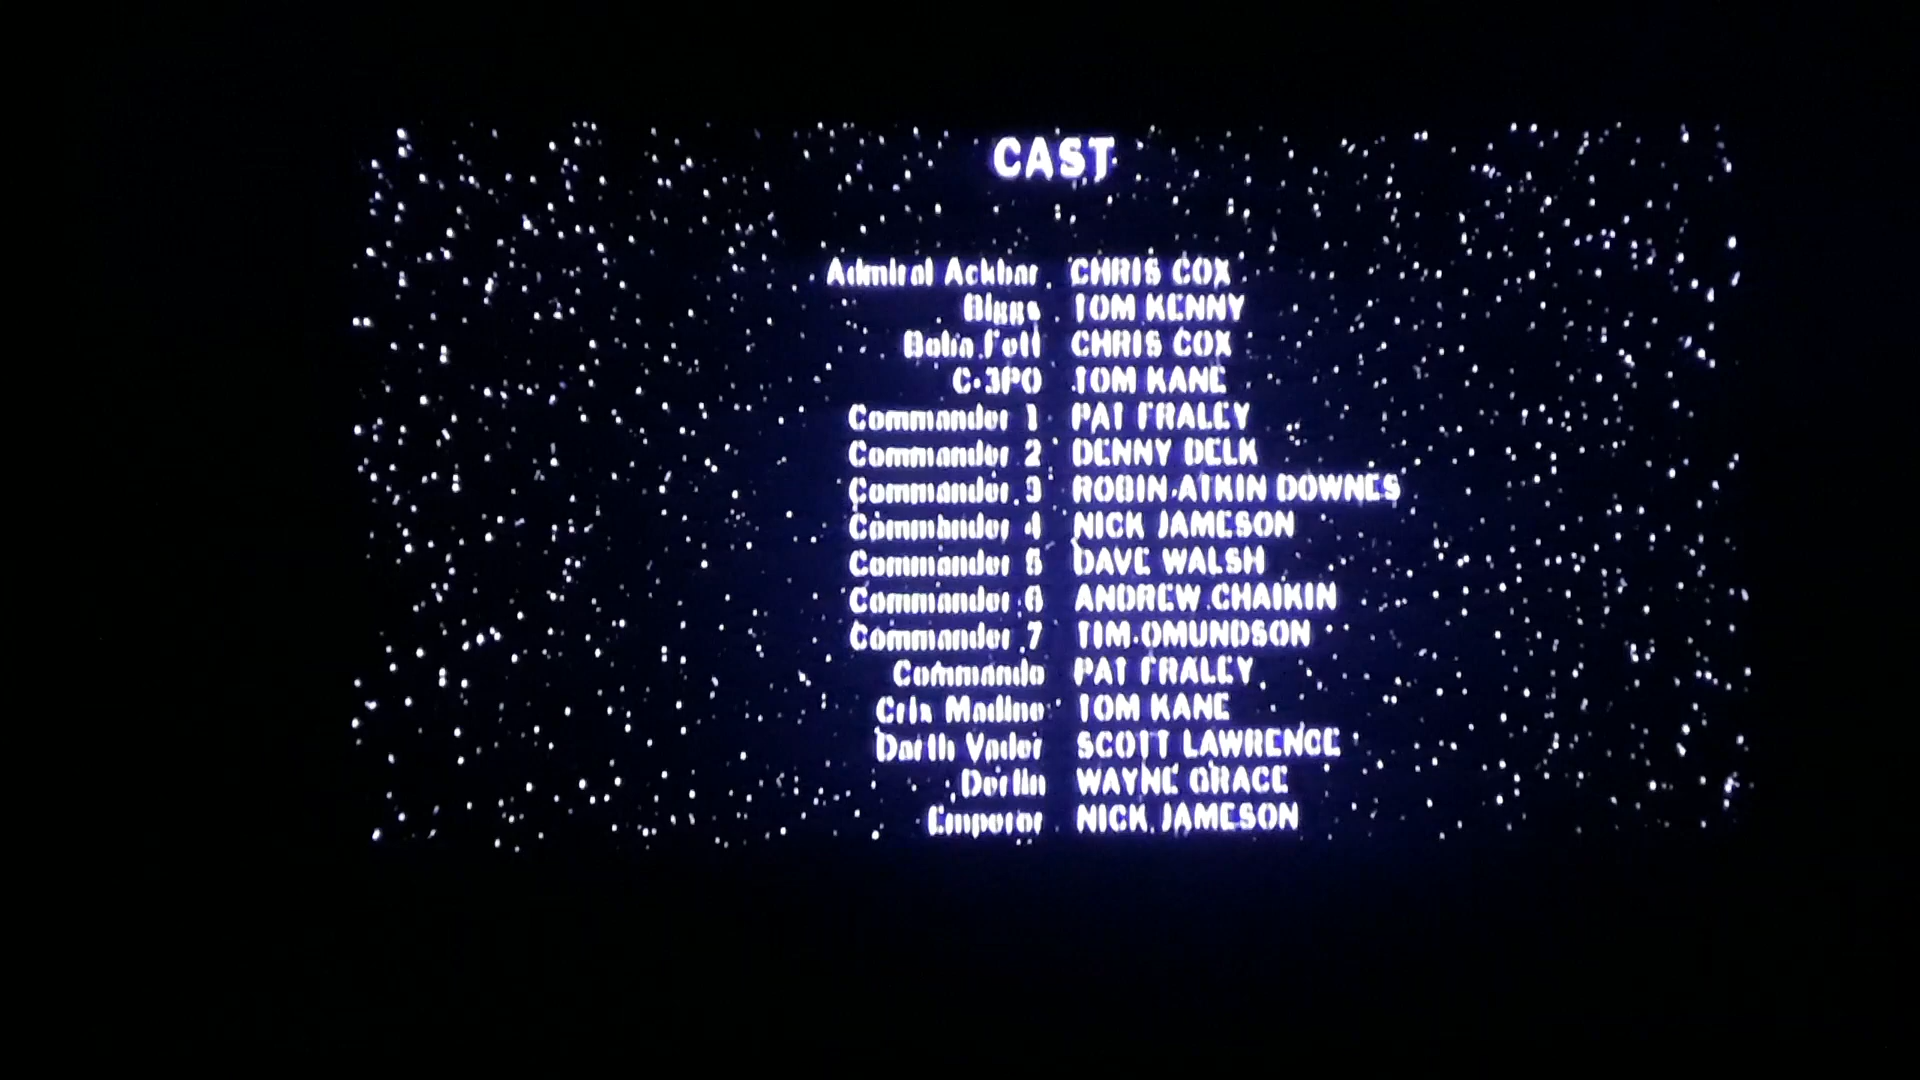 CAST
Admiral Ackbar CHRIS COX
Biggs TOM KENNY
Boba Fett CHRIS COX
C-3PO TOM KANE
Commander 1 PAT FRALEY
Commander 2 DENNY DELK
Commander 3 ROBIN ATKIN DOWNES
Commander 4 NICK JAMESON
Commander 5 DAVE WALSH
Commander 6 ANDREW CHAIKIN
Commander 7 TIM OMUNDSON
Commando PAT FRALEY
Crix Madine TOM KANE
Darth Vader SCOTT LAWRENCE
Derlin WAYNE GRACE
Emperor NICK JAMESON